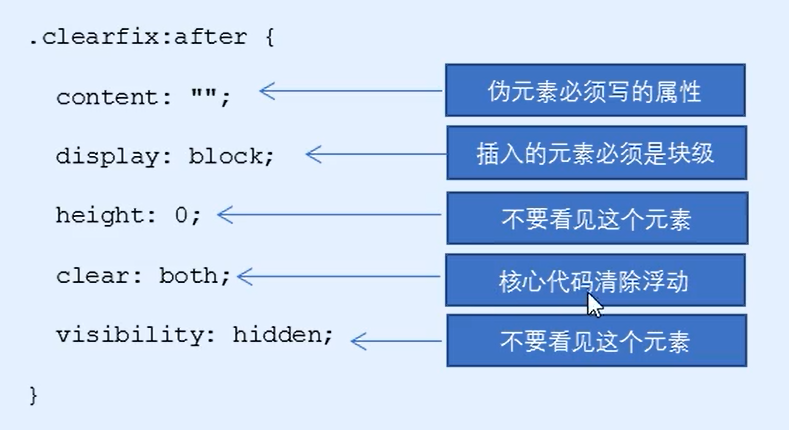 .clearfix:after {
content: "";
伪元素必须写的属性
display: block;
插入的元素必须是块级
height: 0;
不要看见这个元素
clear: both;
核心代码清除浮动
visibility: hidden;
不要看见这个元素
}